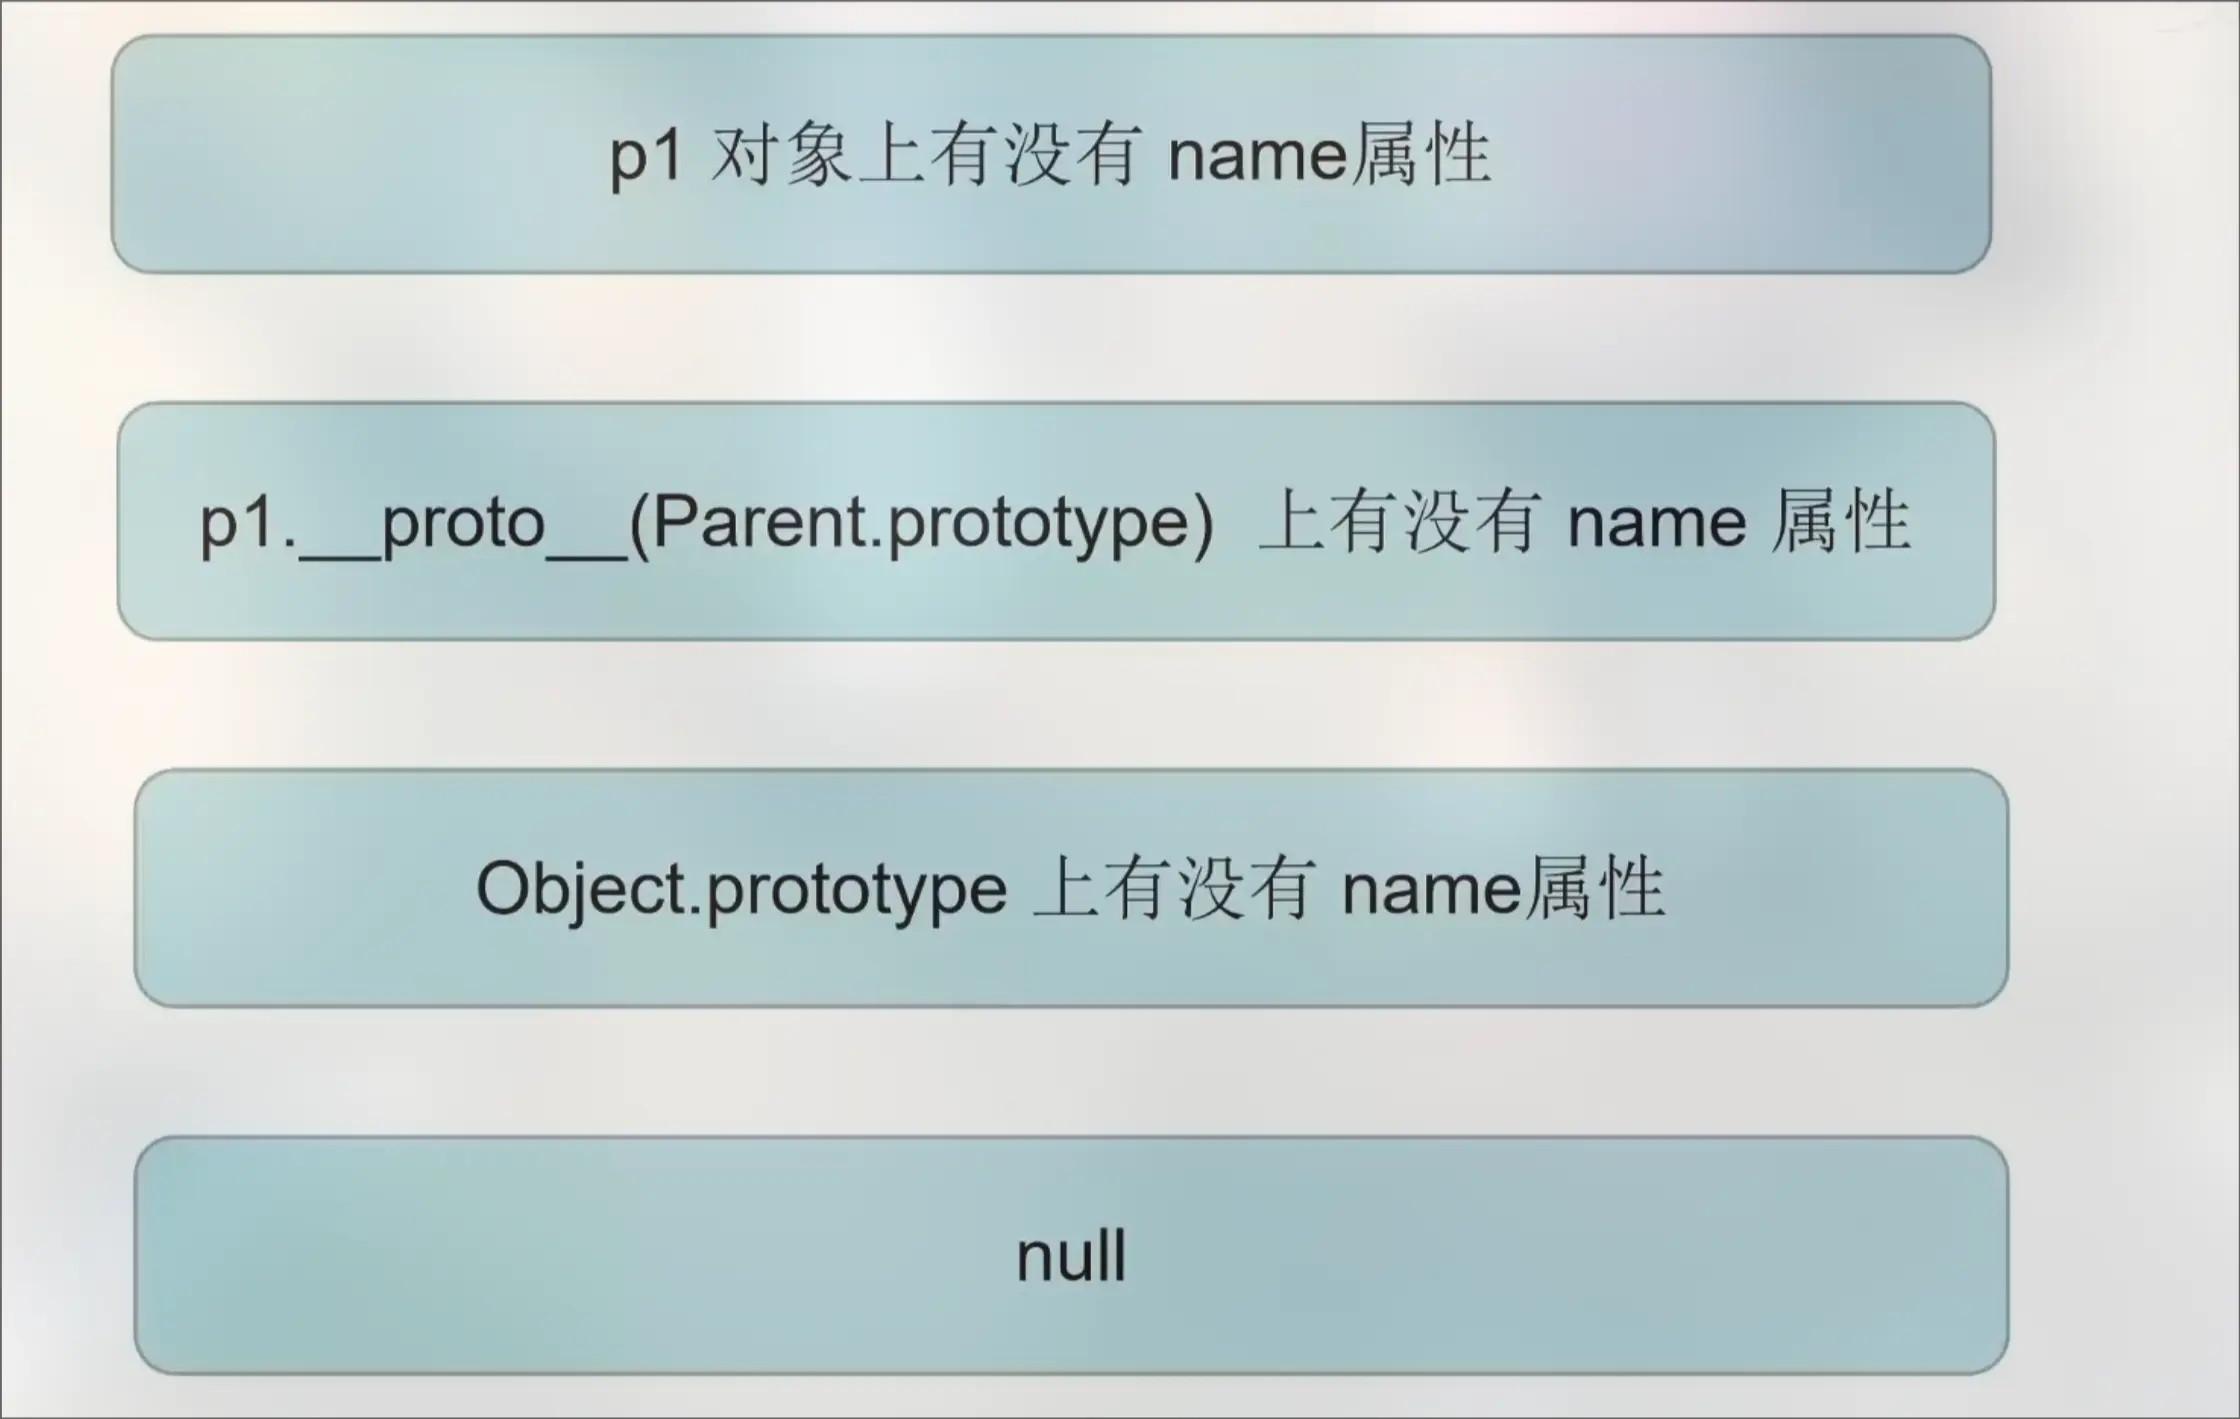 p1 对象上有没有 name属性
p1.__proto__(Parent.prototype) 上有没有 name 属性
Object.prototype 上有没有 name属性
null